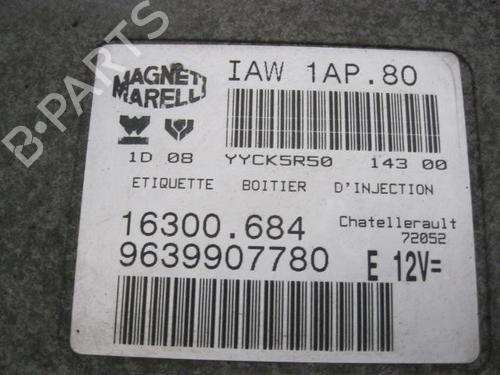 B-PARTS
MAGNETI
MARELLI
IAW 1AP.80
1D 08 YYCK5R50 143 00
ETIQUETTE BOITIER D'INJECTION
16300.684
Chatellerault
72052
9639907780
E 12V=